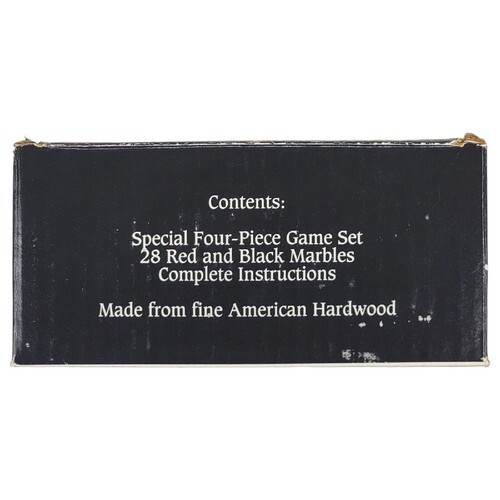 Contents:
Special Four-Piece Game Set
28 Red and Black Marbles
Complete Instructions
Made from fine American Hardwood